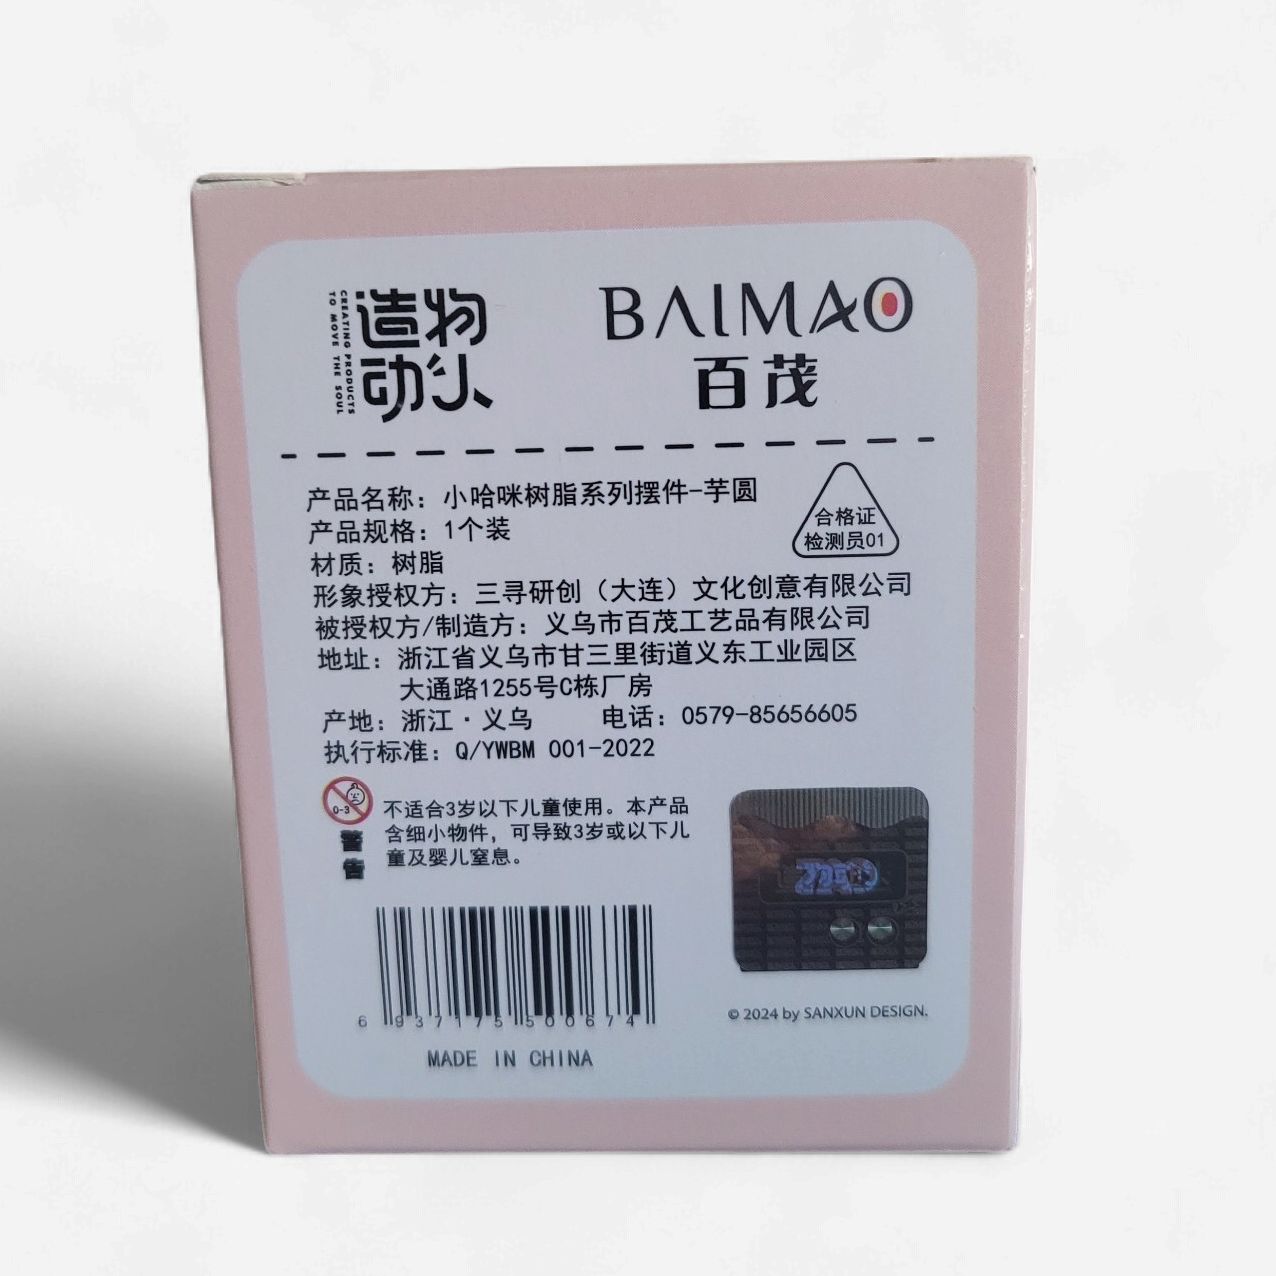 CREATING PRODUCTS
TO MOVE THE SOUL
造物
动心
BAIMAO
百茂
产品名称：小哈咪树脂系列摆件-芋圆
产品规格：1个装
材质：树脂
合格证
检测员01
形象授权方：三寻研创（大连）文化创意有限公司
被授权方/制造方：义乌市百茂工艺品有限公司
地址：浙江省义乌市甘三里街道义东工业园区
大通路1255号C栋厂房
产地：浙江·义乌 电话：0579-85656605
执行标准：Q/YWBM 001-2022
0-3
警告
不适合3岁以下儿童使用。本产品
含细小物件，可导致3岁或以下儿
童及婴儿窒息。
6 937175 500674
MADE IN CHINA
© 2024 by SANXUN DESIGN.